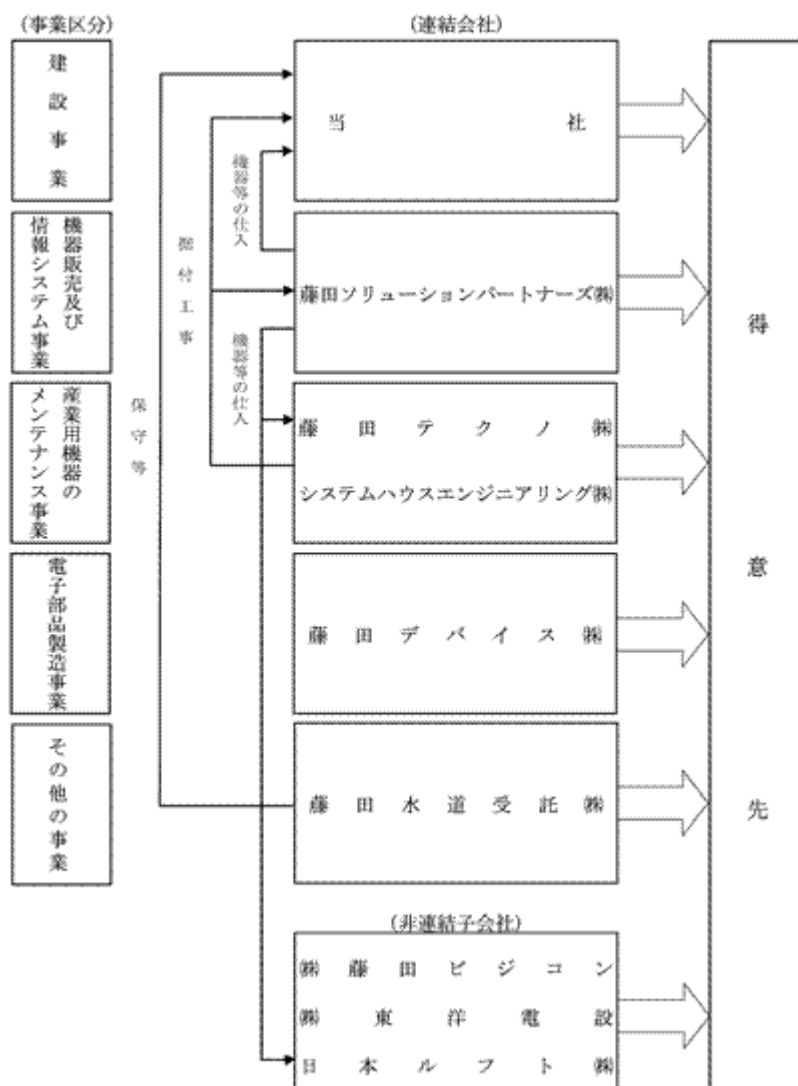 (事業区分)
(連結会社)
建設事業
当社
機器等の仕入
据付工事
機器販売及び
情報システム事業
藤田ソリューションパートナーズ㈱
機器等の仕入
保守等
産業用機器の
メンテナンス事業
藤田テクノ㈱
システムハウスエンジニアリング㈱
電子部品製造事業
藤田デバイス㈱
その他の事業
藤田水道受託㈱
得意先
(非連結子会社)
㈱藤田ビジコン
㈱東洋電設
日本ルフト㈱